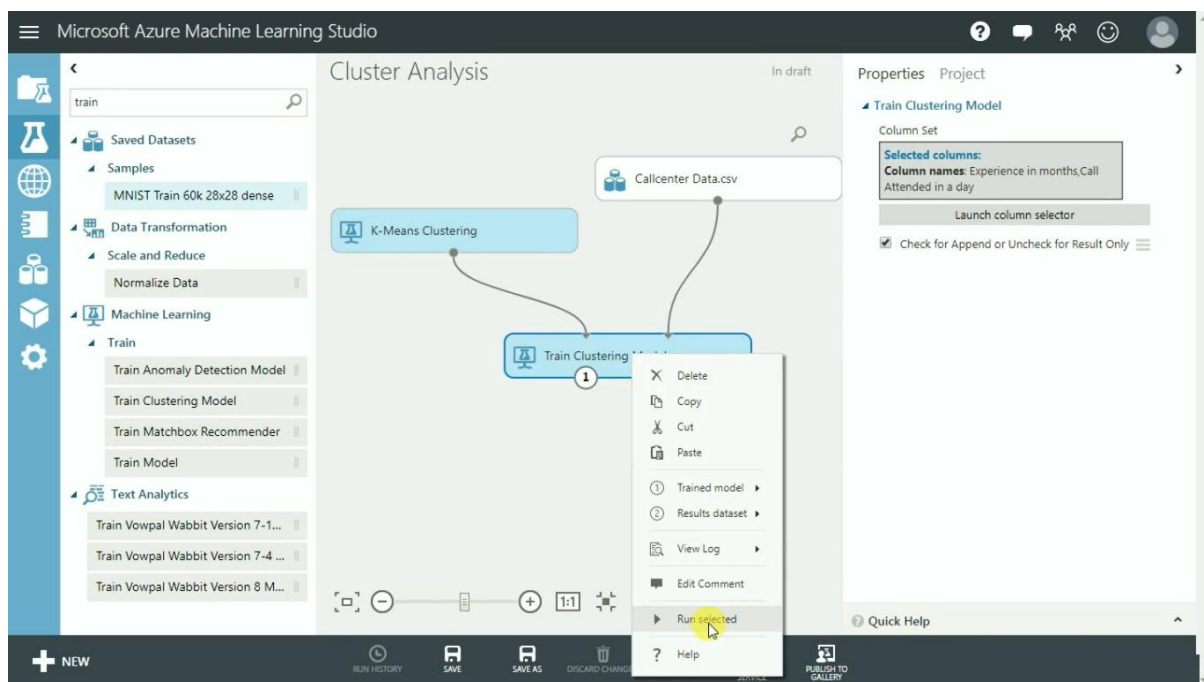 Microsoft Azure Machine Learning Studio
?
train
Saved Datasets
Samples
MNIST Train 60k 28x28 dense
Data Transformation
Scale and Reduce
Normalize Data
Machine Learning
Train
Train Anomaly Detection Model
Train Clustering Model
Train Matchbox Recommender
Train Model
Text Analytics
Train Vowpal Wabbit Version 7-1...
Train Vowpal Wabbit Version 7-4 ...
Train Vowpal Wabbit Version 8 M...
Cluster Analysis
In draft
Callcenter Data.csv
K-Means Clustering
Train Clustering
1
Delete
Copy
Cut
Paste
1 Trained model
2 Results dataset
View Log
Edit Comment
Run selected
? Help
1:1
Properties Project
Train Clustering Model
Column Set
Selected columns:
Column names: Experience in months,Call
Attended in a day
Launch column selector
Check for Append or Uncheck for Result Only
? Quick Help
NEW
RUN HISTORY
SAVE
SAVE AS
DISCARD CHANGE
SERVICE
PUBLISH TO
GALLERY